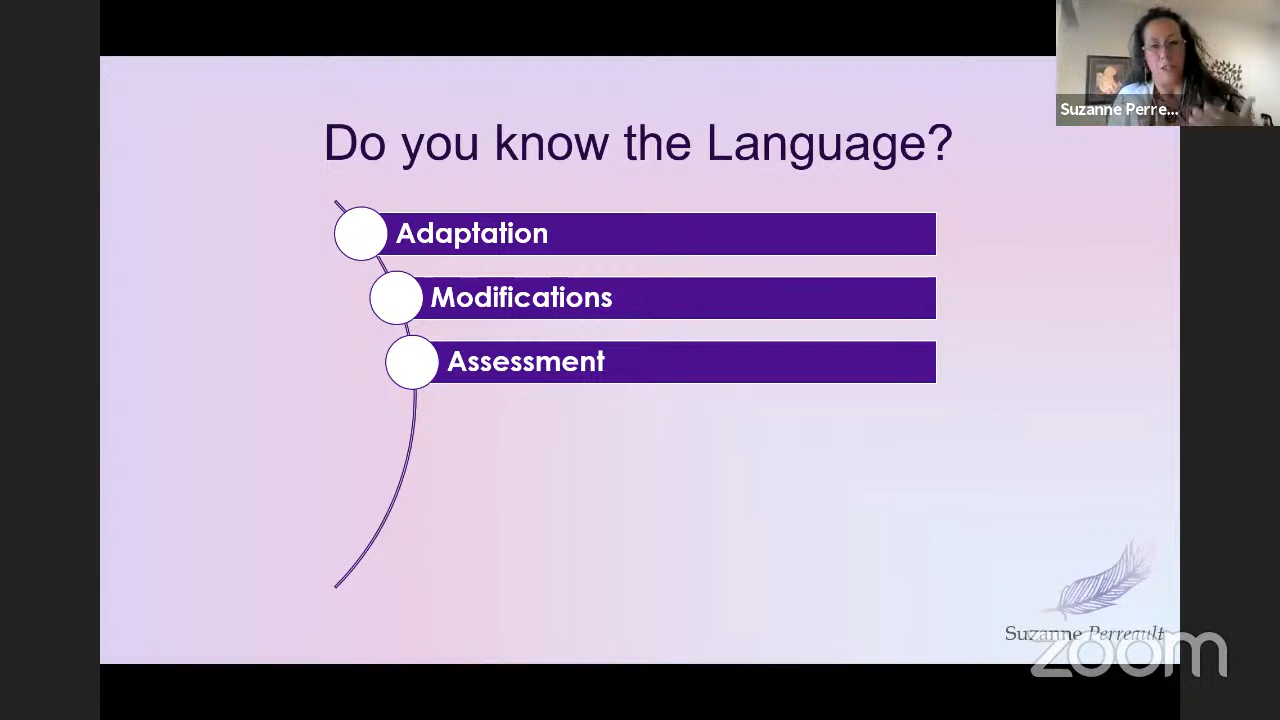 Suzanne Perre...
Do you know the Language?
Adaptation
Modifications
Assessment
Suzanne Perreault
zoom